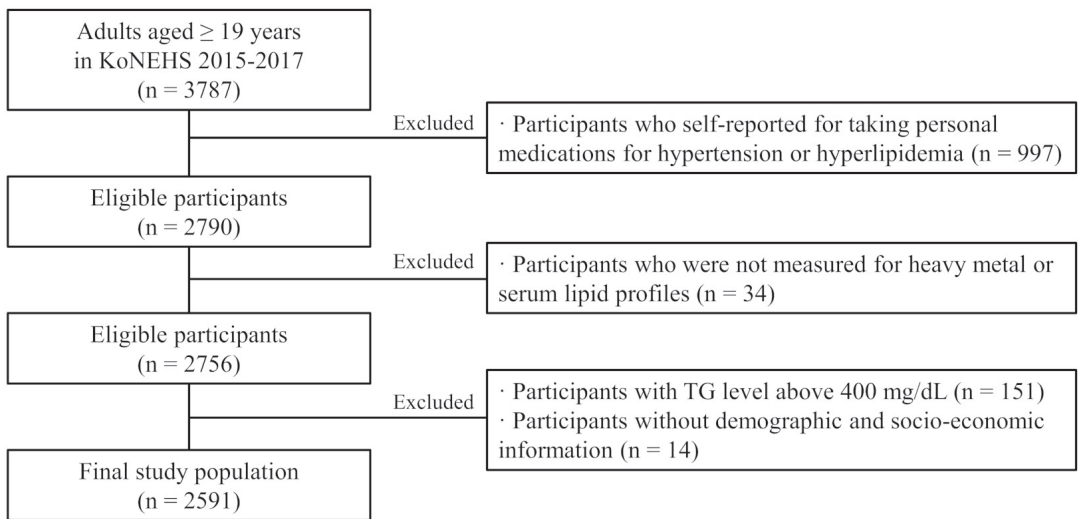 Adults aged ≥ 19 years
in KoNEHS 2015-2017
(n = 3787)
Excluded
· Participants who self-reported for taking personal
medications for hypertension or hyperlipidemia (n = 997)
Eligible participants
(n = 2790)
Excluded
· Participants who were not measured for heavy metal or
serum lipid profiles (n = 34)
Eligible participants
(n = 2756)
Excluded
· Participants with TG level above 400 mg/dL (n = 151)
· Participants without demographic and socio-economic
information (n = 14)
Final study population
(n = 2591)